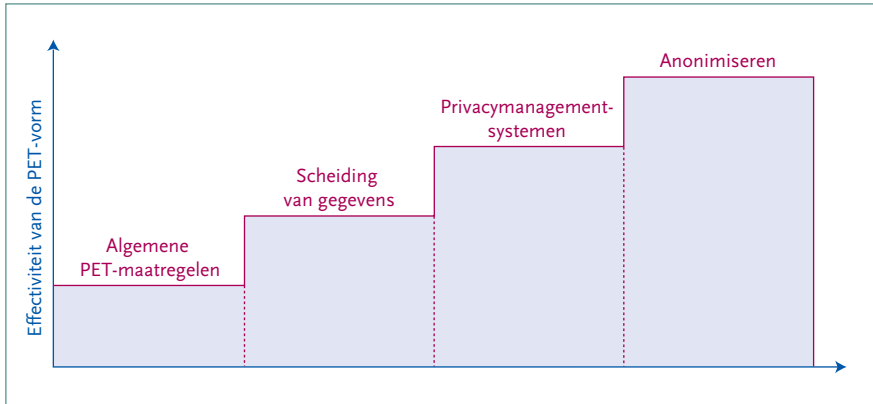 Effectiviteit van de PET-vorm
Algemene
PET-maatregelen
Scheiding
van gegevens
Privacymanagement-
systemen
Anonimiseren